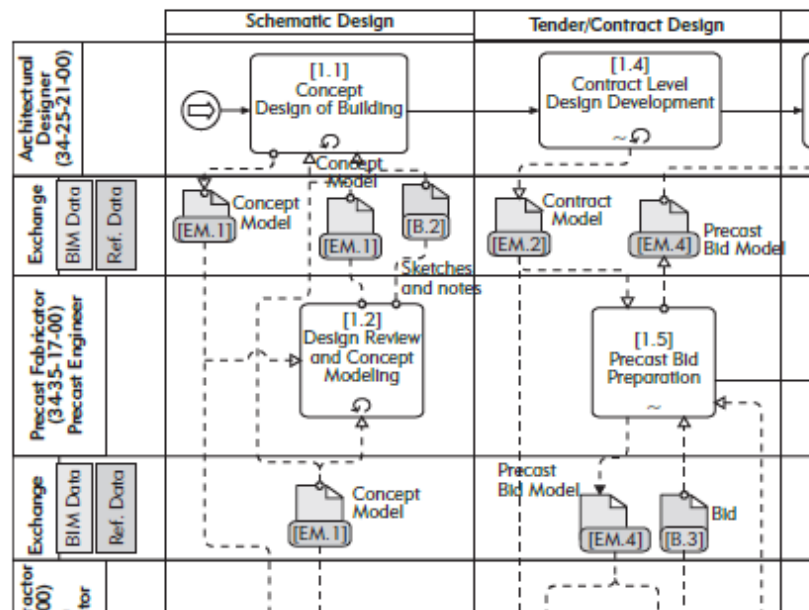 Schematic Design
Tender/Contract Design
Architectural
Designer
(34-25-21-00)
[1.1]
Concept
Design of Building
[1.4]
Contract Level
Design Development
~
Exchange
BIM Data
Ref. Data
[EM.1]
Concept
Model
Concept
Model
[EM.1]
[B.2]
Sketches
and notes
[EM.2]
Contract
Model
[EM.4]
Precast
Bid Model
Precast Fabricator
(34-35-17-00)
Precast Engineer
[1.2]
Design Review
and Concept
Modeling
[1.5]
Precast Bid
Preparation
~
Exchange
BIM Data
Ref. Data
[EM.1]
Concept
Model
Precast
Bid Model
[EM.4]
[B.3]
Bid